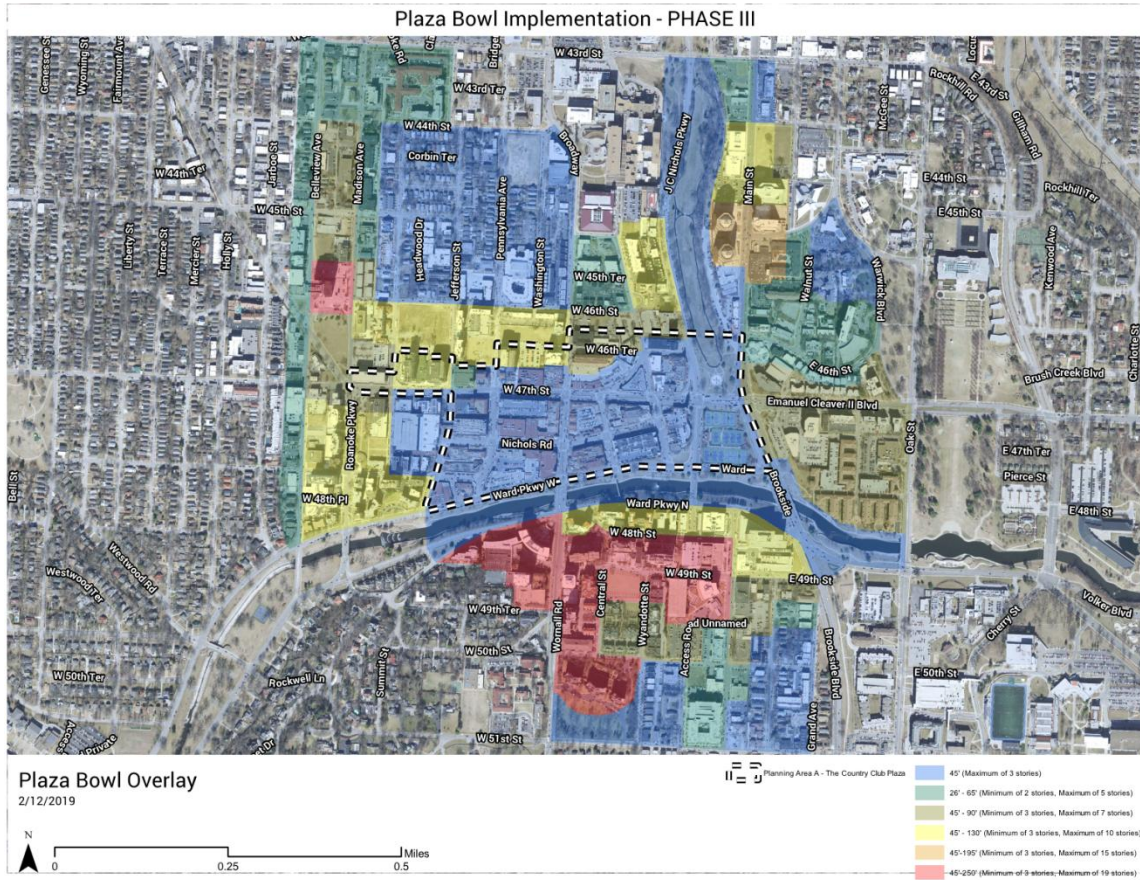 Plaza Bowl Implementation - PHASE III
Genessee St
Wyoming St
Fairmount Ave
W 43rd St
W 43rd Ter
W 44th St
Corbin Ter
Broadway
J C Nichols Pkwy
Main St
McGee St
Rockhill Rd
E 43rd St
Gillham Rd
Rockhill Ter
E 44th St
E 45th St
W 44th Ter
W 45th St
Jarboe St
Belleview Ave
Madison Ave
Liberty St
Terrace St
Mercier St
Holly St
Headwood Dr
Jefferson St
Pennsylvania Ave
Washington St
W 45th Ter
W 46th St
W 46th Ter
Walnut St
Warwick Blvd
Kenwood Ave
Charlotte St
E 46th St
Brush Creek Blvd
Emanuel Cleaver II Blvd
Oak St
W 47th St
Nichols Rd
Roanoke Pkwy
Bell St
W 48th Pl
Ward Pkwy W
Ward
Brookside
Ward Pkwy N
E 47th Ter
Pierce St
E 48th St
W 48th St
W 49th St
E 49th St
Volker Blvd
Cherry St
Westwood Rd
Westwood Ter
W 49th Ter
Wornall Rd
Central St
Wyandotte St
Access Road Unnamed
W 50th St
W 50th Ter
Rockwell Ln
Summit St
E 50th St
Brookside Blvd
Grand Ave
W 51st St
Access
Private
Plaza Bowl Overlay
2/12/2019
N
0 0.25 0.5
Miles
Planning Area A - The Country Club Plaza
45' (Maximum of 3 stories)
26' - 65' (Minimum of 2 stories, Maximum of 5 stories)
45' - 90' (Minimum of 3 stories, Maximum of 7 stories)
45' - 130' (Minimum of 3 stories, Maximum of 10 stories)
45'-195' (Minimum of 3 stories, Maximum of 15 stories)
45'-250' (Minimum of 3 stories, Maximum of 19 stories)